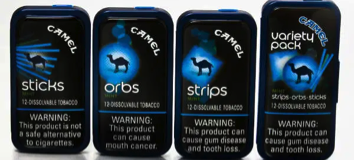 CAMEL
sticks
12-DISSOLVABLE TOBACCO
WARNING:
This product is not
a safe alternative
to cigarettes.
CAMEL
orbs
12-DISSOLVABLE TOBACCO
WARNING:
This product
can cause
mouth cancer.
CAMEL
strips
12-DISSOLVABLE TOBACCO
WARNING:
This product can
cause gum disease
and tooth loss.
CAMEL
variety
pack
strips·orbs·sticks
12-DISSOLVABLE TOBACCO
WARNING:
This product can
cause gum disease
and tooth loss.